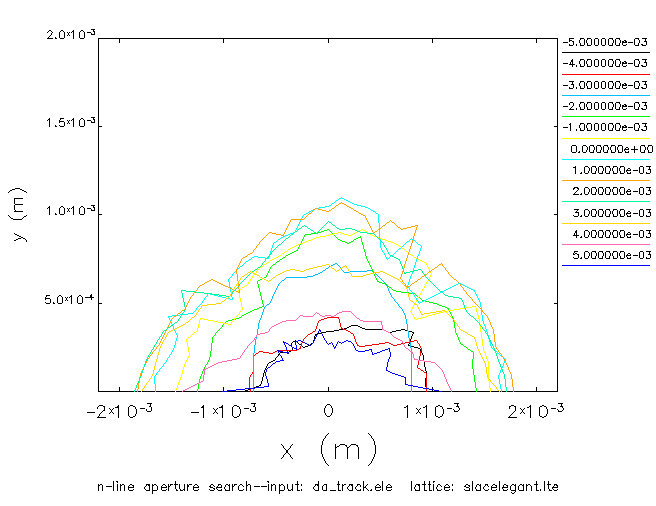 2.0×10⁻³
1.5×10⁻³
1.0×10⁻³
5.0×10⁻⁴
y (m)
−2×10⁻³ −1×10⁻³ 0 1×10⁻³ 2×10⁻³
x (m)
−5.000000e−03
−4.000000e−03
−3.000000e−03
−2.000000e−03
−1.000000e−03
0.000000e+00
1.000000e−03
2.000000e−03
3.000000e−03
4.000000e−03
5.000000e−03
n−line aperture search−−input: da_track.ele lattice: slacelegant.lte